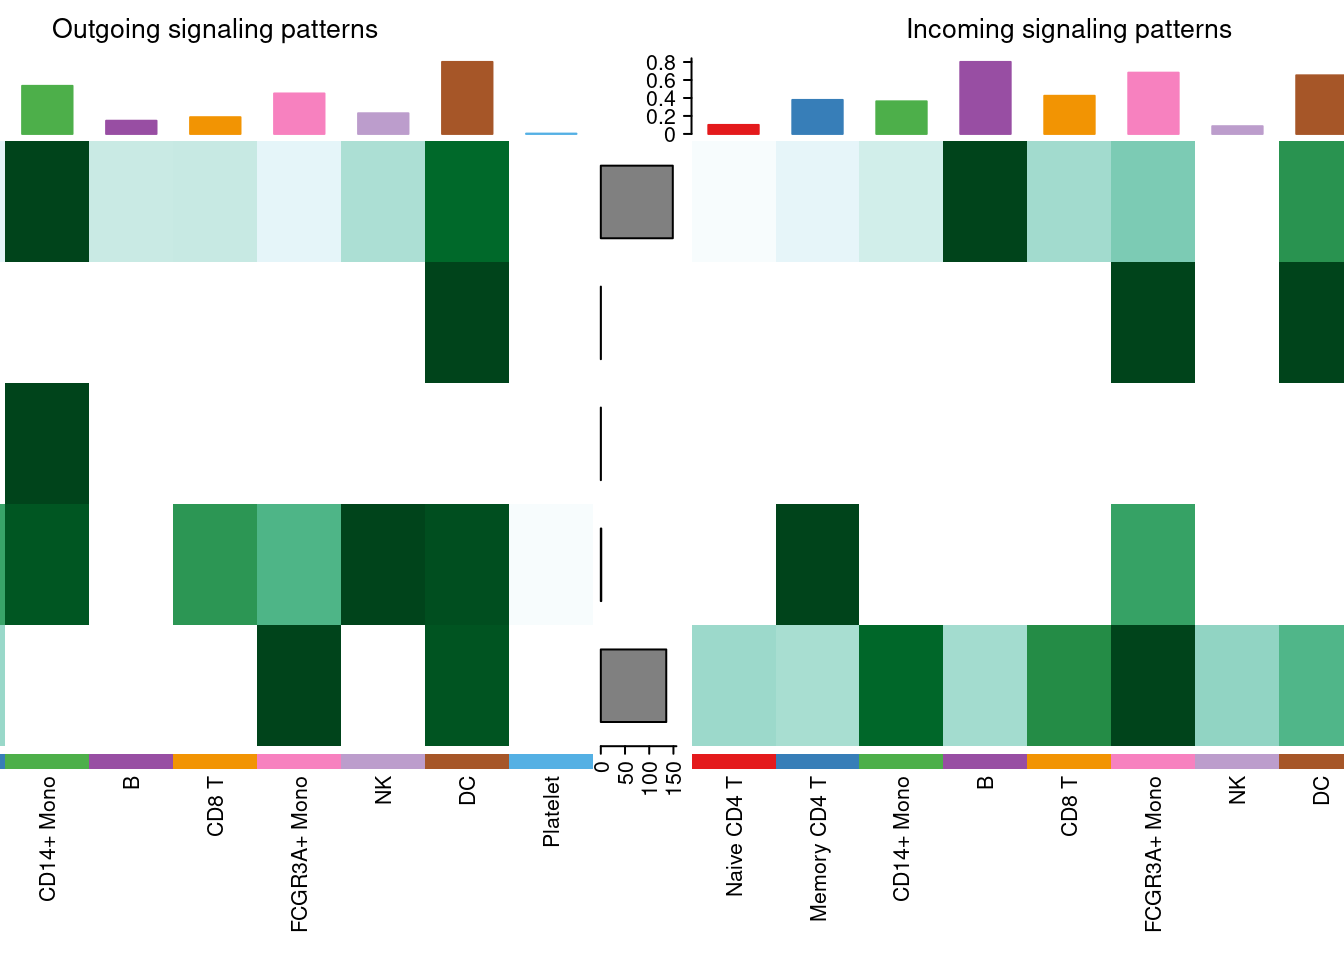 Outgoing signaling patterns
Incoming signaling patterns
0.8
0.6
0.4
0.2
0
0
50
100
150
CD14+ Mono
B
CD8 T
FCGR3A+ Mono
NK
DC
Platelet
Naive CD4 T
Memory CD4 T
CD14+ Mono
B
CD8 T
FCGR3A+ Mono
NK
DC